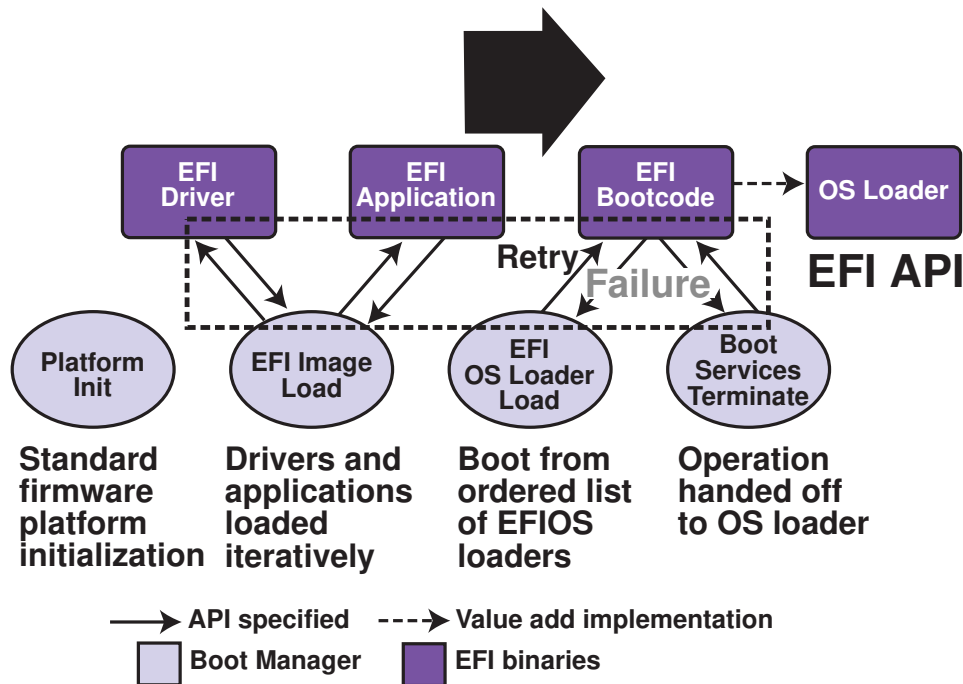 EFI
Driver
EFI
Application
EFI
Bootcode
OS Loader
EFI API
Retry
Failure
Platform
Init
EFI Image
Load
EFI
OS Loader
Load
Boot
Services
Terminate
Standard
firmware
platform
initialization
Drivers and
applications
loaded
iteratively
Boot from
ordered list
of EFIOS
loaders
Operation
handed off
to OS loader
API specified
Value add implementation
Boot Manager
EFI binaries